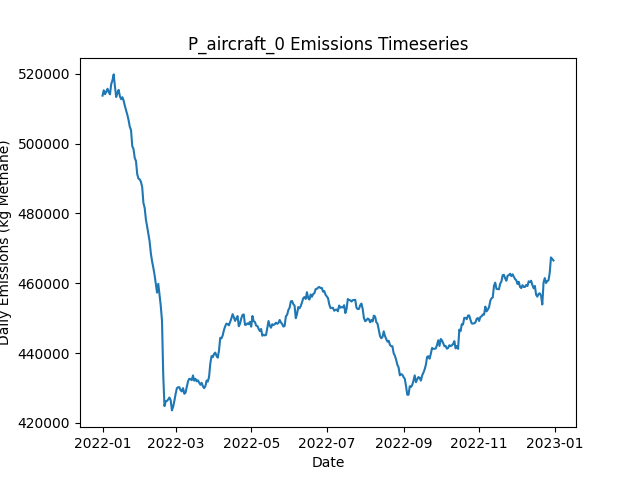 P_aircraft_0 Emissions Timeseries
Daily Emissions (kg Methane)
520000
500000
480000
460000
440000
420000
2022-01 2022-03 2022-05 2022-07 2022-09 2022-11 2023-01
Date